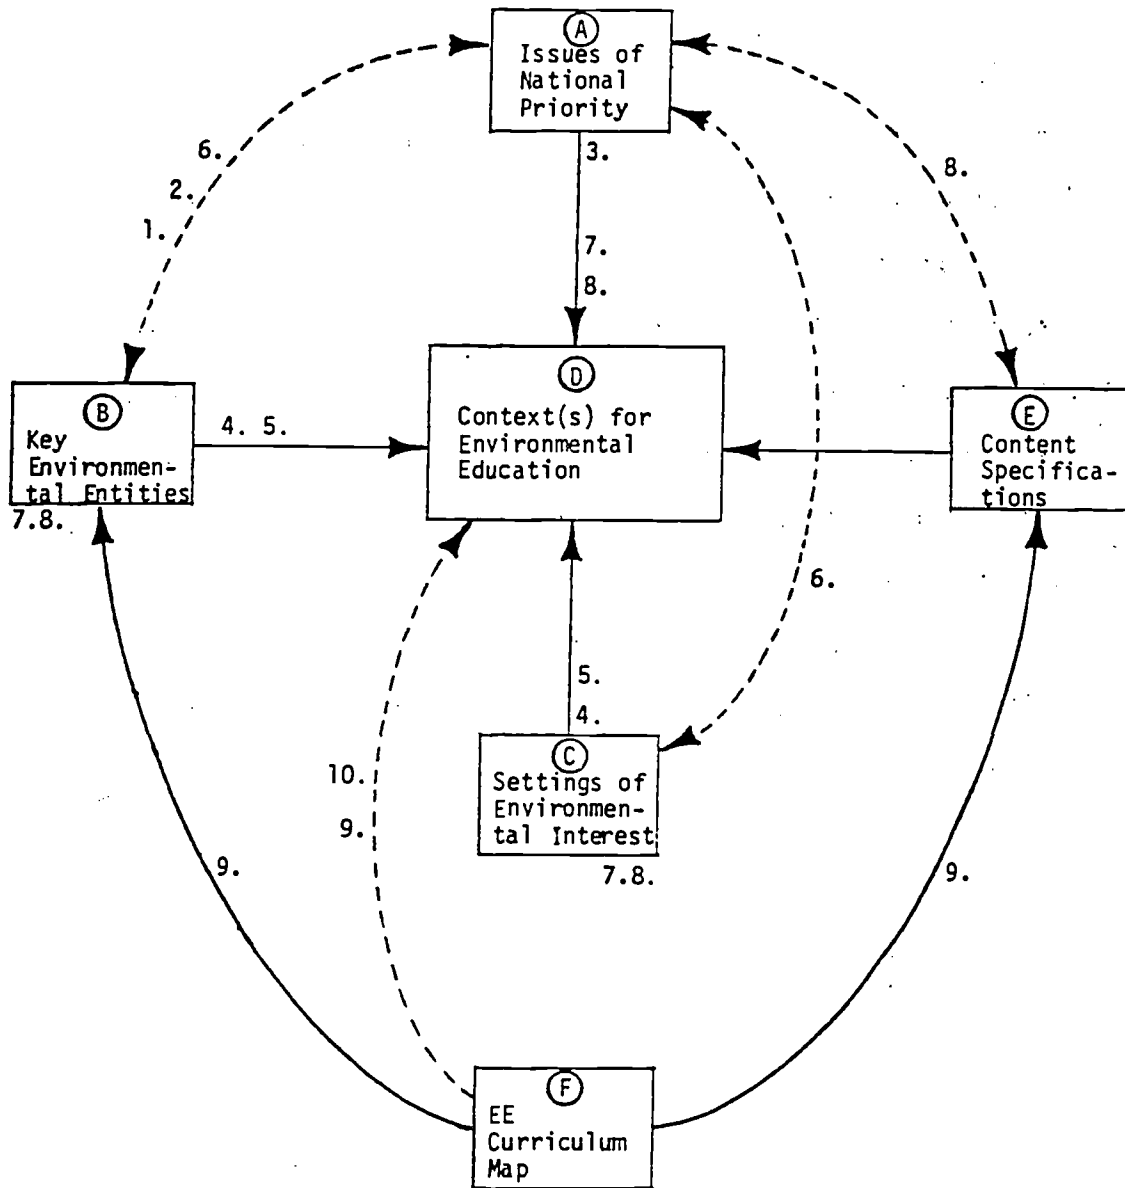 A
Issues of
National
Priority
6.
2.
1.
3.
7.
8.
8.
B
Key
Environmen-
tal Entities
7.8.
4. 5.
D
Context(s) for
Environmental
Education
E
Content
Specifica-
tions
6.
5.
4.
C
Settings of
Environmen-
tal Interest
7.8.
10.
9.
9.
9.
F
EE
Curriculum
Map